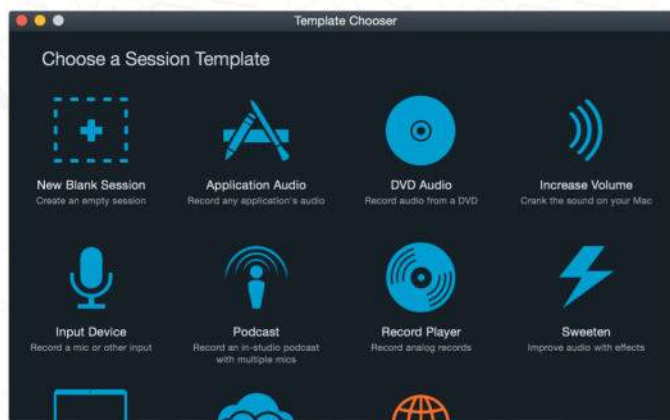 Template Chooser
Choose a Session Template
New Blank Session
Create an empty session
Application Audio
Record any application's audio
DVD Audio
Record audio from a DVD
Increase Volume
Crank the sound on your Mac
Input Device
Record a mic or other input
Podcast
Record an in-studio podcast
with multiple mics
Record Player
Record analog records
Sweeten
Improve audio with effects